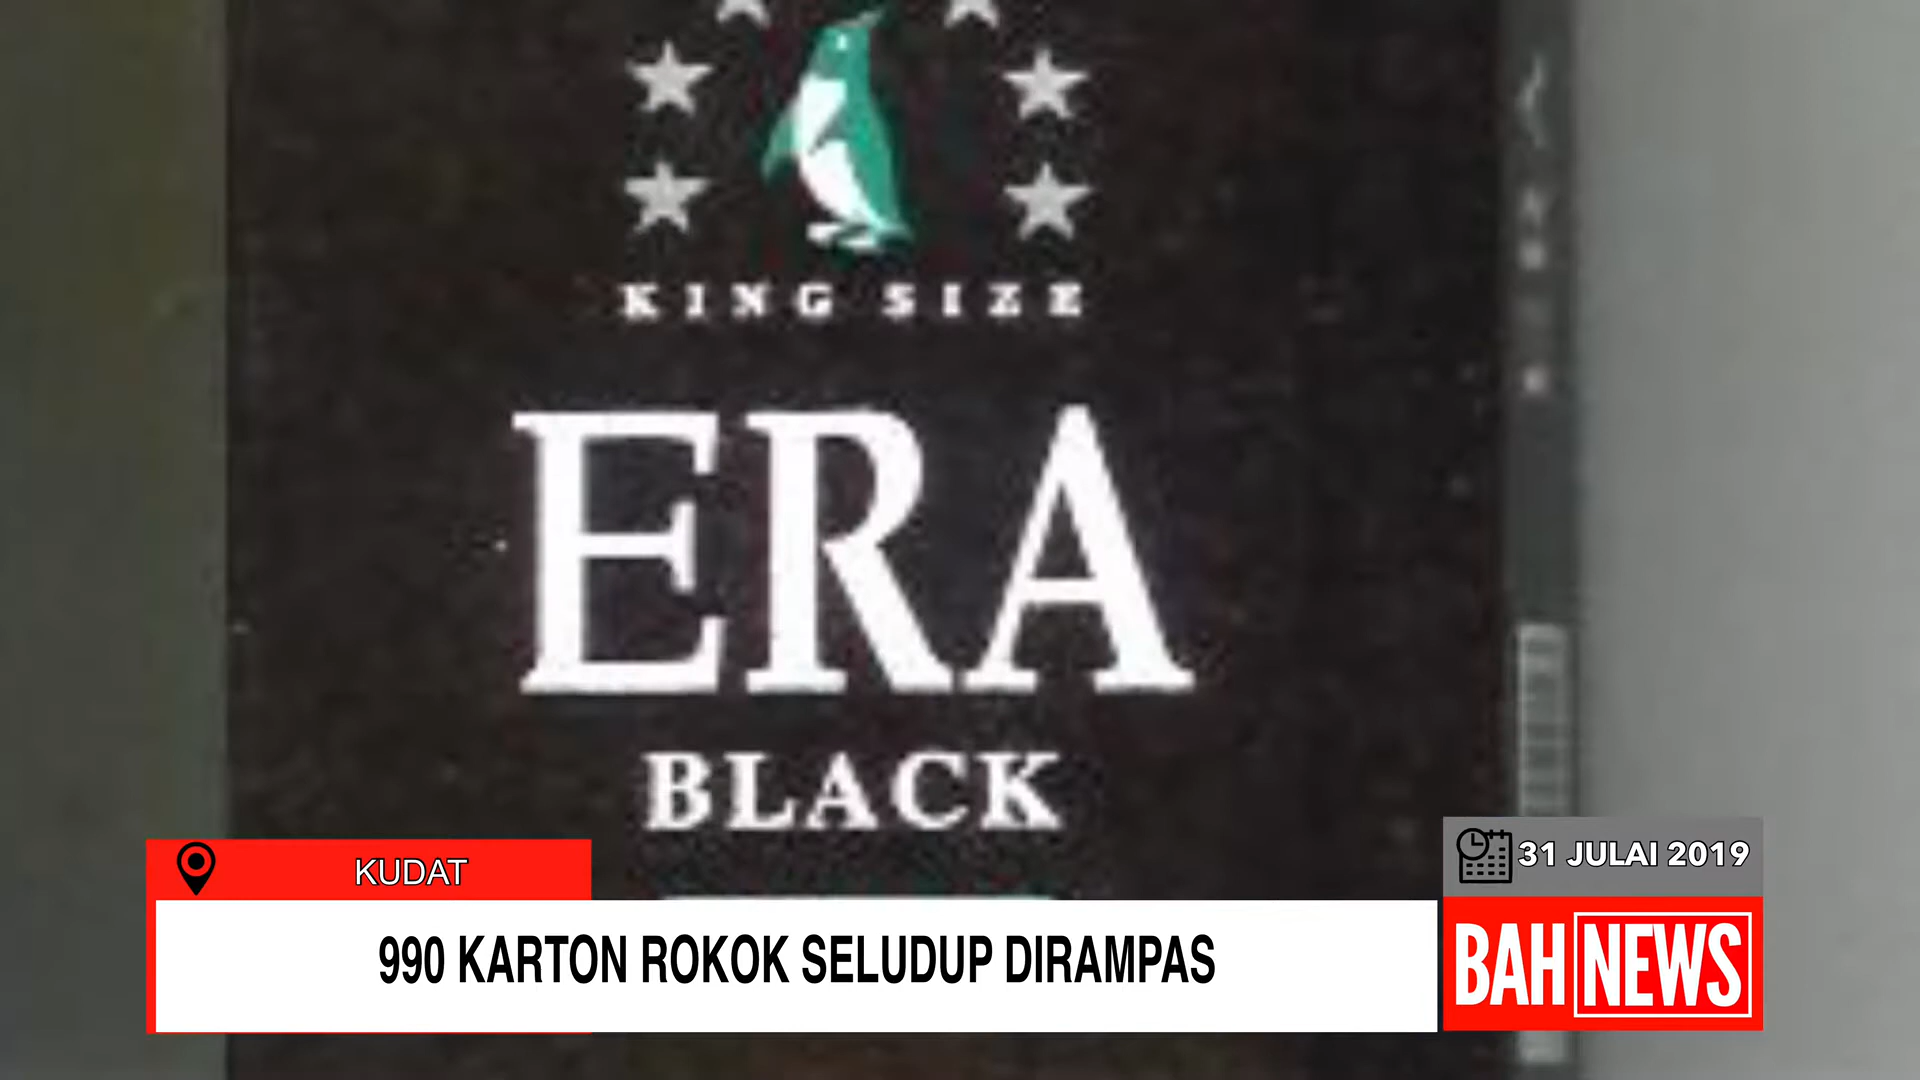 KING SIZE
ERA
BLACK
KUDAT
31 JULAI 2019
990 KARTON ROKOK SELUDUP DIRAMPAS
BAH NEWS